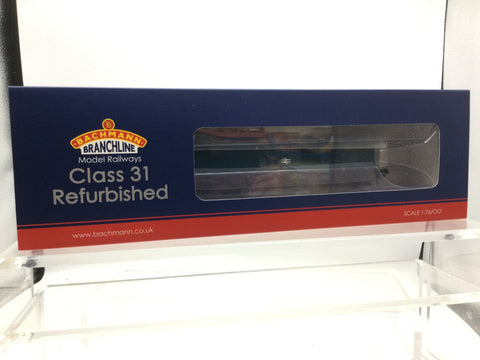 BACHMANN
BRANCHLINE
Model Railways
Class 31
Refurbished
www.bachmann.co.uk
SCALE 1:76/OO